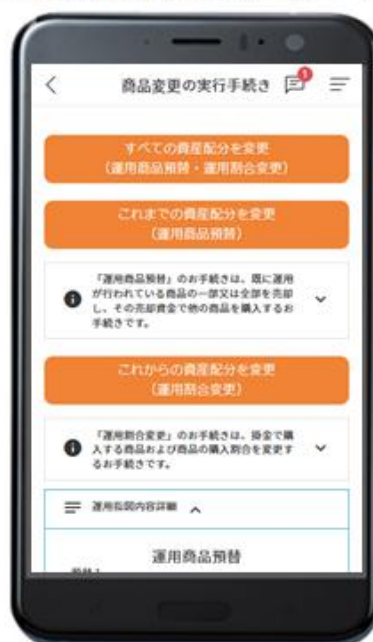 商品変更の実行手続き
1
すべての資産配分を変更
(運用商品預替・運用割合変更)
これまでの資産配分を変更
(運用商品預替)
「運用商品預替」のお手続きは、既に運用
が行われている商品の一部又は全部を売却
し、その売却資金で他の商品を購入するお
手続きです。
これからの資産配分を変更
(運用割合変更)
「運用割合変更」のお手続きは、掛金で購
入する商品および商品の購入割合を変更す
るお手続きです。
運用指図内容詳細
運用商品預替